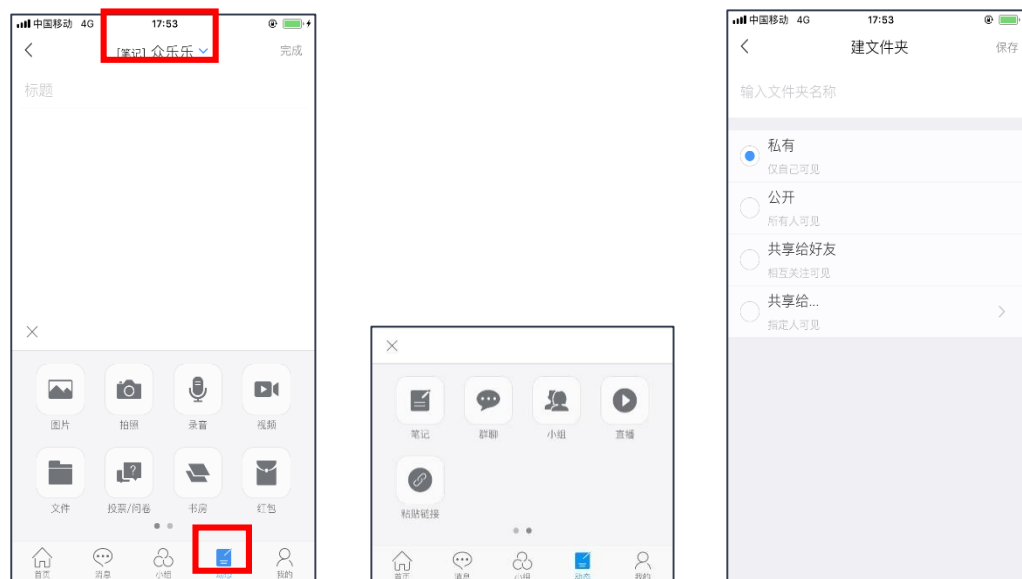 中国移动 4G 17:53
[笔记] 众乐乐 完成
标题
图片 拍照 录音 视频
文件 投票/问卷 书房 红包
首页 消息 小组 动态 我的
笔记 群聊 小组 直播
粘贴链接
首页 消息 小组 动态 我的
中国移动 4G 17:53
建文件夹 保存
输入文件夹名称
私有
仅自己可见
公开
所有人可见
共享给好友
相互关注可见
共享给...
指定人可见